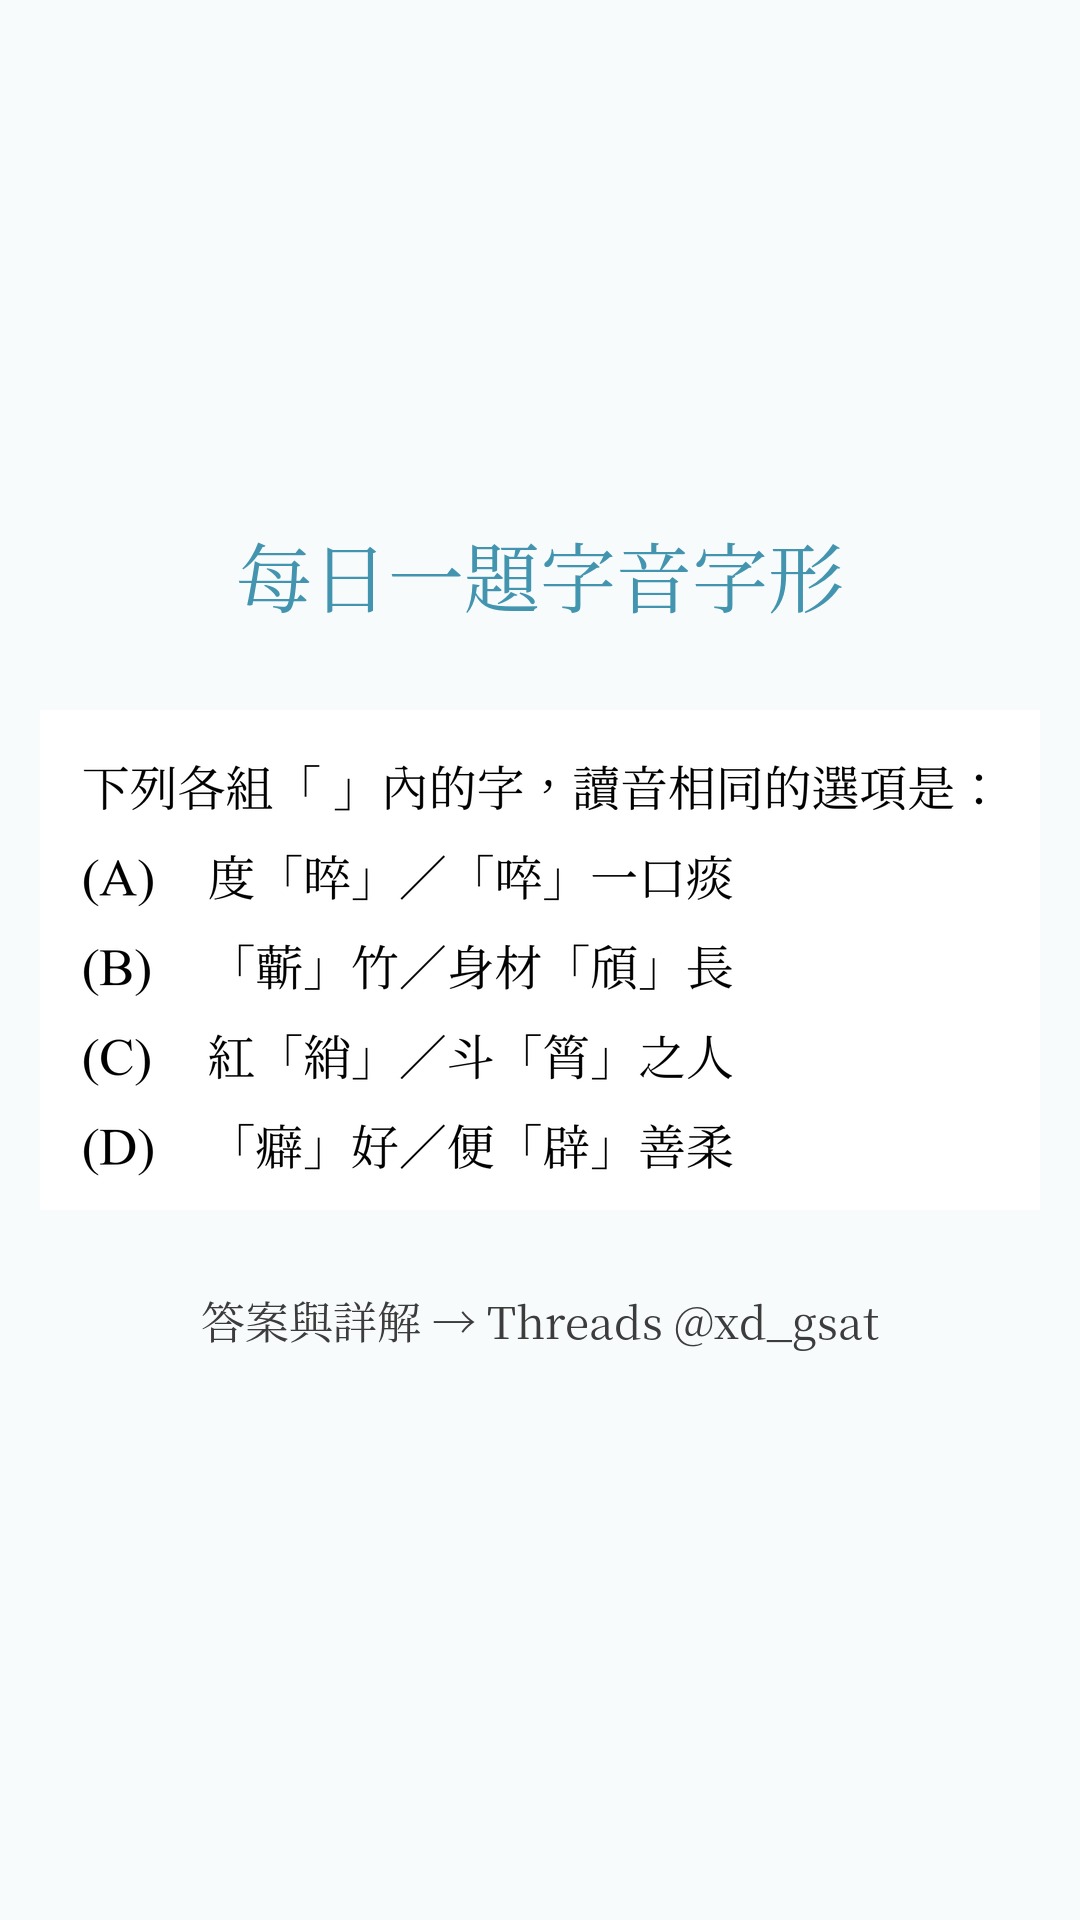 每日一題字音字形
下列各組「 」內的字，讀音相同的選項是：
(A) 度「晬」／「啐」一口痰
(B) 「蘄」竹／身材「頎」長
(C) 紅「綃」／斗「筲」之人
(D) 「癖」好／便「辟」善柔
答案與詳解 → Threads @xd_gsat